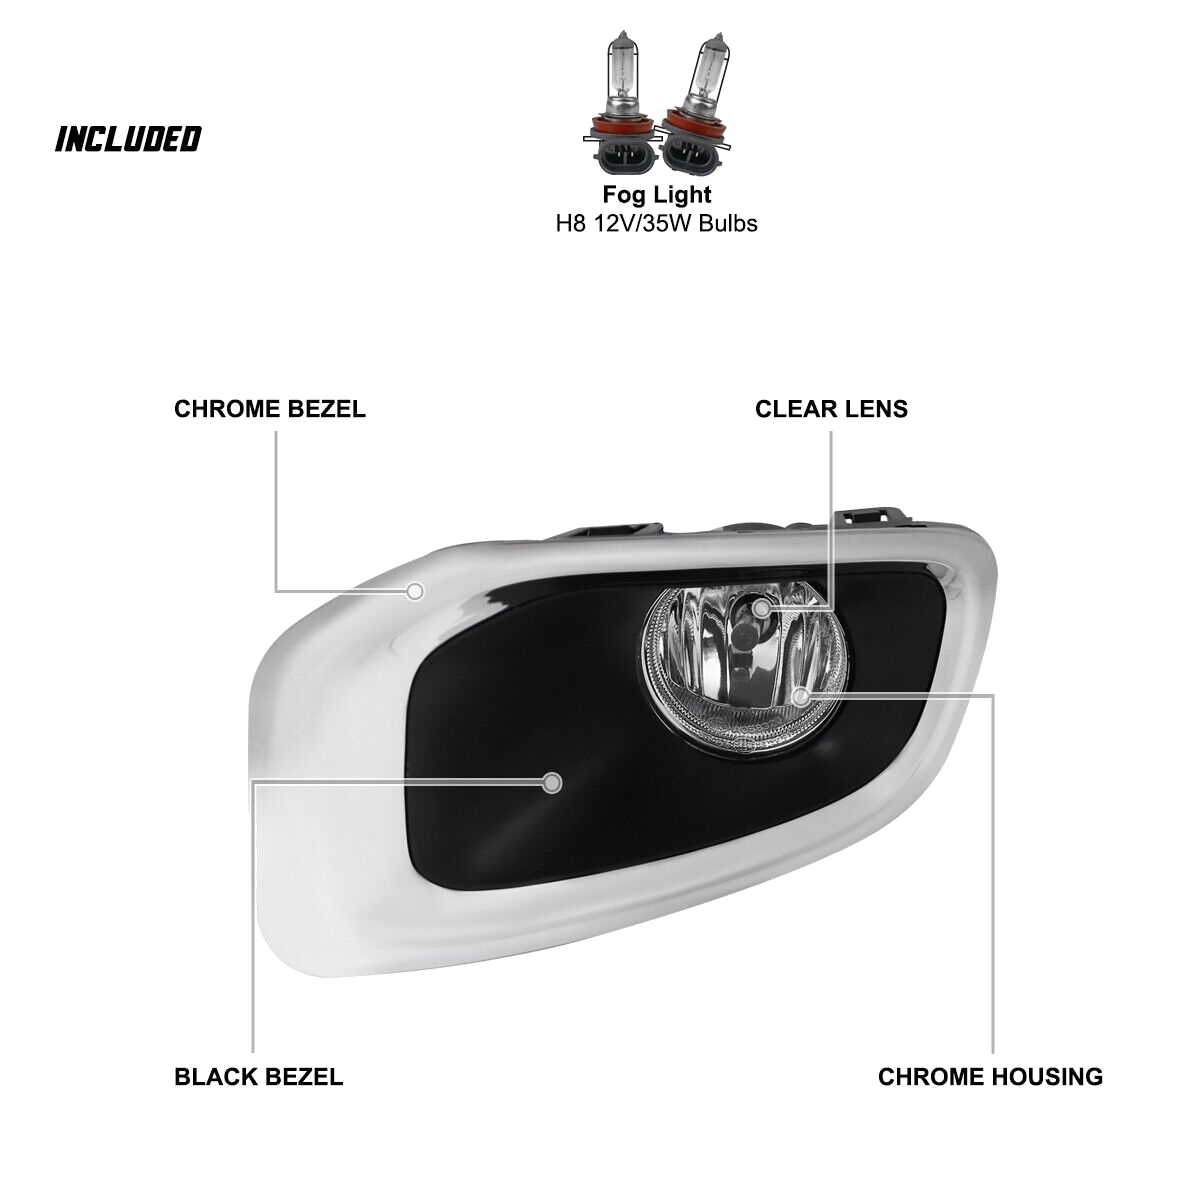 INCLUDED
Fog Light
H8 12V/35W Bulbs
CHROME BEZEL
CLEAR LENS
BLACK BEZEL
CHROME HOUSING